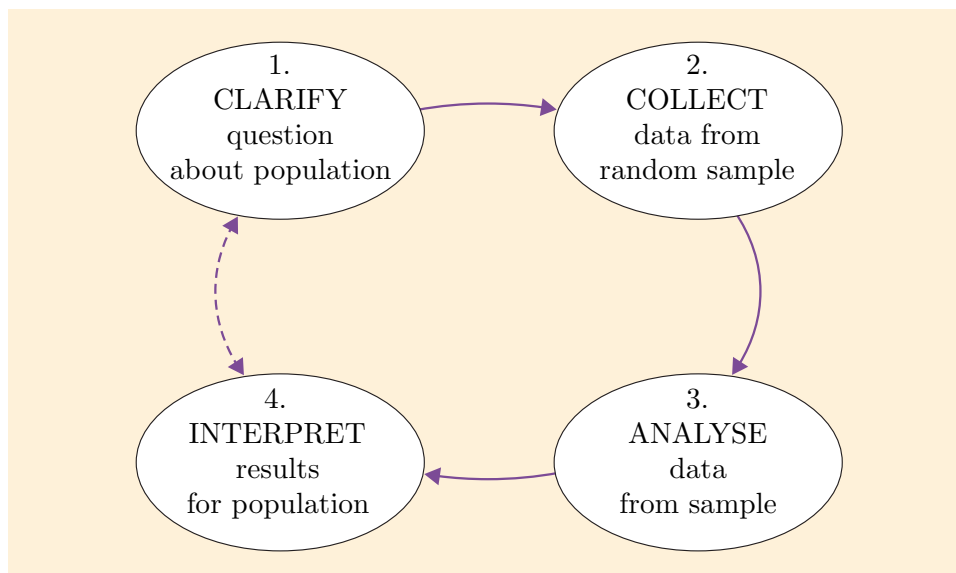 1.
CLARIFY
question
about population
2.
COLLECT
data from
random sample
3.
ANALYSE
data
from sample
4.
INTERPRET
results
for population